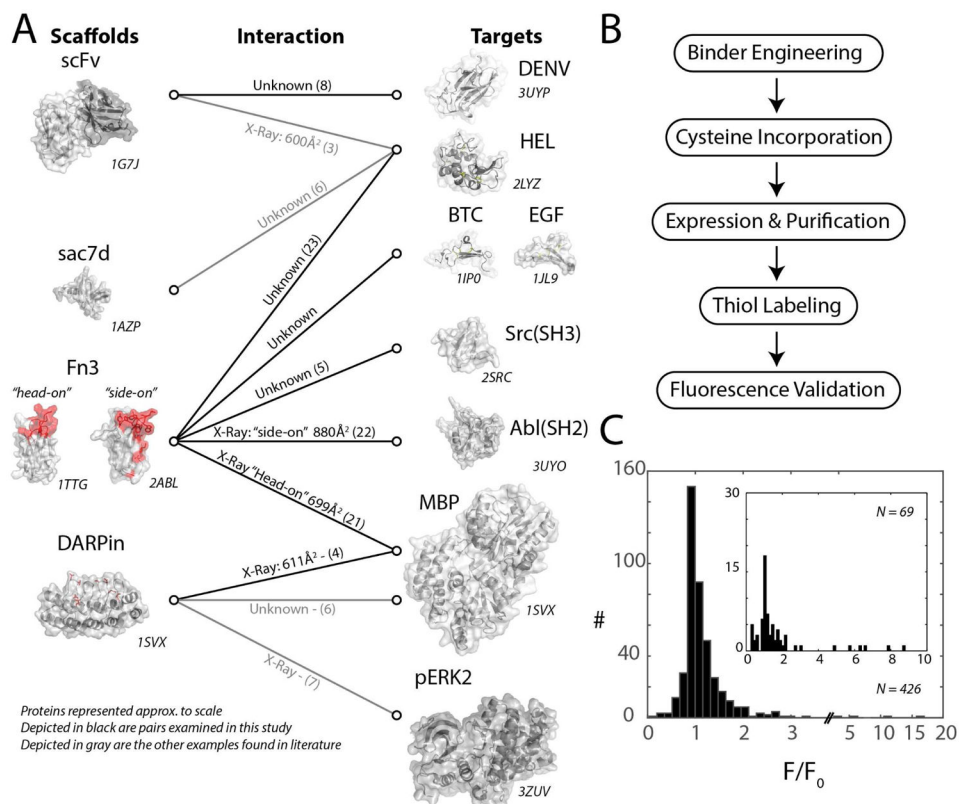 A
Scaffolds
Interaction
Targets
scFv
1G7J
sac7d
1AZP
Fn3
"head-on"
"side-on"
1TTG
2ABL
DARPin
1SVX
Unknown (8)
X-Ray: 600Å² (3)
Unknown (6)
Unknown (23)
Unknown
Unknown (5)
X-Ray: "side-on" 880Å² (22)
X-Ray "Head-on" 699Å² (21)
X-Ray: 611Å² - (4)
Unknown - (6)
X-Ray - (7)
DENV
3UYP
HEL
2LYZ
BTC
EGF
1IP0
1JL9
Src(SH3)
2SRC
Abl(SH2)
3UYO
MBP
1SVX
pERK2
3ZUV
Proteins represented approx. to scale
Depicted in black are pairs examined in this study
Depicted in gray are the other examples found in literature
B
Binder Engineering
Cysteine Incorporation
Expression & Purification
Thiol Labeling
Fluorescence Validation
C
160
120
80
40
0
#
0 1 2 3 5 10 15 20
F/F0
N = 426
30
15
0
0 2 4 6 8 10
N = 69